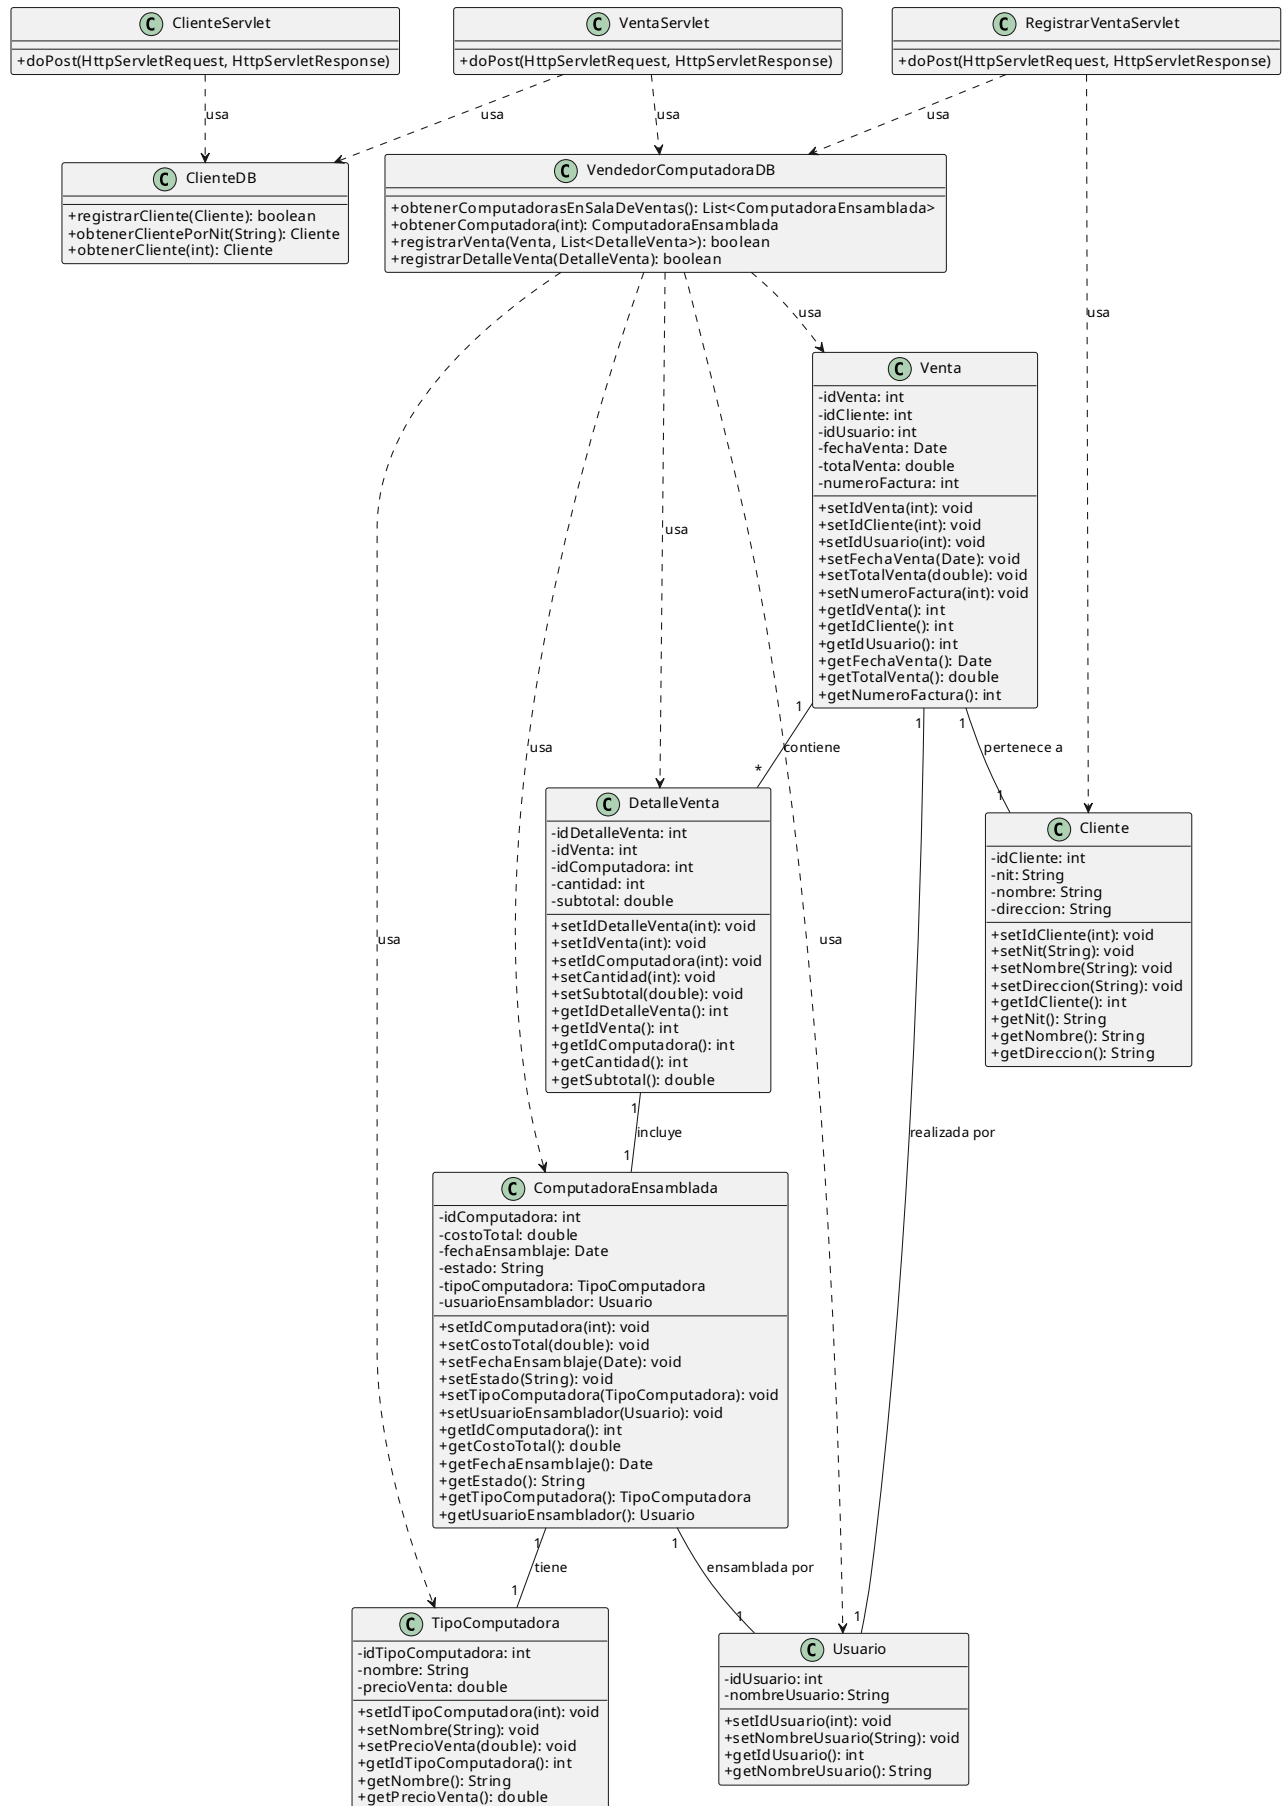 C ClienteServlet
+doPost(HttpServletRequest, HttpServletResponse)
C VentaServlet
+doPost(HttpServletRequest, HttpServletResponse)
C RegistrarVentaServlet
+doPost(HttpServletRequest, HttpServletResponse)
usa
usa
usa
usa
usa
C ClienteDB
+registrarCliente(Cliente): boolean
+obtenerClientePorNit(String): Cliente
+obtenerCliente(int): Cliente
C VendedorComputadoraDB
+obtenerComputadorasEnSalaDeVentas(): List<ComputadoraEnsamblada>
+obtenerComputadora(int): ComputadoraEnsamblada
+registrarVenta(Venta, List<DetalleVenta>): boolean
+registrarDetalleVenta(DetalleVenta): boolean
usa
usa
usa
usa
usa
C Venta
-idVenta: int
-idCliente: int
-idUsuario: int
-fechaVenta: Date
-totalVenta: double
-numeroFactura: int
+setIdVenta(int): void
+setIdCliente(int): void
+setIdUsuario(int): void
+setFechaVenta(Date): void
+setTotalVenta(double): void
+setNumeroFactura(int): void
+getIdVenta(): int
+getIdCliente(): int
+getIdUsuario(): int
+getFechaVenta(): Date
+getTotalVenta(): double
+getNumeroFactura(): int
1
contiene
*
1
realizada por
1
1
pertenece a
1
C DetalleVenta
-idDetalleVenta: int
-idVenta: int
-idComputadora: int
-cantidad: int
-subtotal: double
+setIdDetalleVenta(int): void
+setIdVenta(int): void
+setIdComputadora(int): void
+setCantidad(int): void
+setSubtotal(double): void
+getIdDetalleVenta(): int
+getIdVenta(): int
+getIdComputadora(): int
+getCantidad(): int
+getSubtotal(): double
C Cliente
-idCliente: int
-nit: String
-nombre: String
-direccion: String
+setIdCliente(int): void
+setNit(String): void
+setNombre(String): void
+setDireccion(String): void
+getIdCliente(): int
+getNit(): String
+getNombre(): String
+getDireccion(): String
1
incluye
1
C ComputadoraEnsamblada
-idComputadora: int
-costoTotal: double
-fechaEnsamblaje: Date
-estado: String
-tipoComputadora: TipoComputadora
-usuarioEnsamblador: Usuario
+setIdComputadora(int): void
+setCostoTotal(double): void
+setFechaEnsamblaje(Date): void
+setEstado(String): void
+setTipoComputadora(TipoComputadora): void
+setUsuarioEnsamblador(Usuario): void
+getIdComputadora(): int
+getCostoTotal(): double
+getFechaEnsamblaje(): Date
+getEstado(): String
+getTipoComputadora(): TipoComputadora
+getUsuarioEnsamblador(): Usuario
1
tiene
1
1
ensamblada por
1
C TipoComputadora
-idTipoComputadora: int
-nombre: String
-precioVenta: double
+setIdTipoComputadora(int): void
+setNombre(String): void
+setPrecioVenta(double): void
+getIdTipoComputadora(): int
+getNombre(): String
+getPrecioVenta(): double
C Usuario
-idUsuario: int
-nombreUsuario: String
+setIdUsuario(int): void
+setNombreUsuario(String): void
+getIdUsuario(): int
+getNombreUsuario(): String